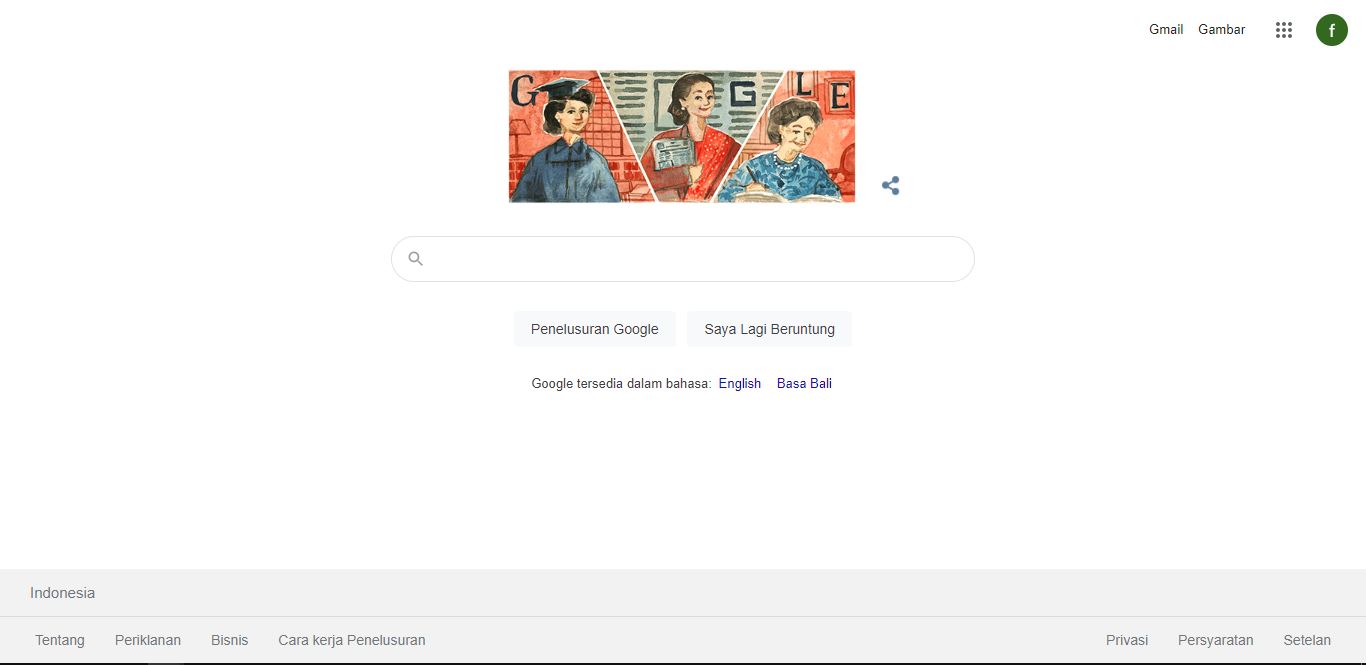 Gmail Gambar f
G GLE
Penelusuran Google Saya Lagi Beruntung
Google tersedia dalam bahasa: English Basa Bali
Indonesia
Tentang Periklanan Bisnis Cara kerja Penelusuran Privasi Persyaratan Setelan